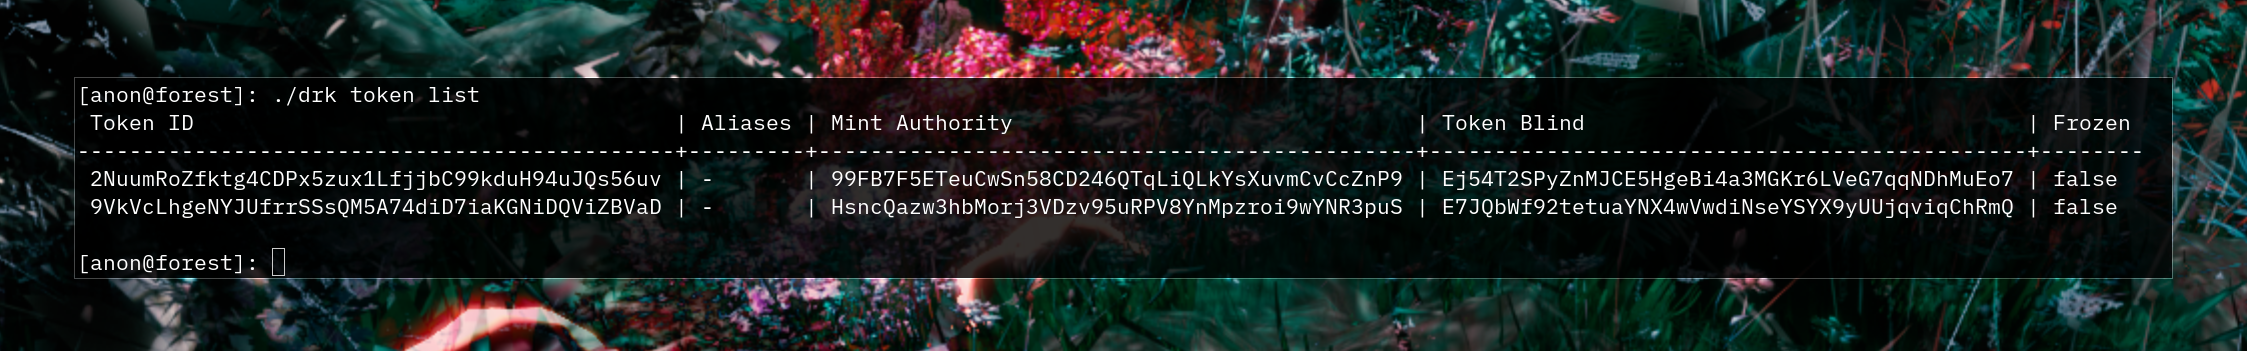 [anon@forest]: ./drk token list
 Token ID                                     | Aliases | Mint Authority                               | Token Blind                                  | Frozen
----------------------------------------------+---------+----------------------------------------------+----------------------------------------------+--------
 2NuumRoZfktg4CDPx5zux1LfjjbC99kduH94uJQs56uv | -       | 99FB7F5ETeuCwSn58CD246QTqLiQLkYsXuvmCvCcZnP9 | Ej54T2SPyZnMJCE5HgeBi4a3MGKr6LVeG7qqNDhMuEo7 | false
 9VkVcLhgeNYJUfrrSSsQM5A74diD7iaKGNiDQViZBVaD | -       | HsncQazw3hbMorj3VDzv95uRPV8YnMpzroi9wYNR3puS | E7JQbWf92tetuaYNX4wVwdiNseYSYX9yUUjqviqChRmQ | false
[anon@forest]: